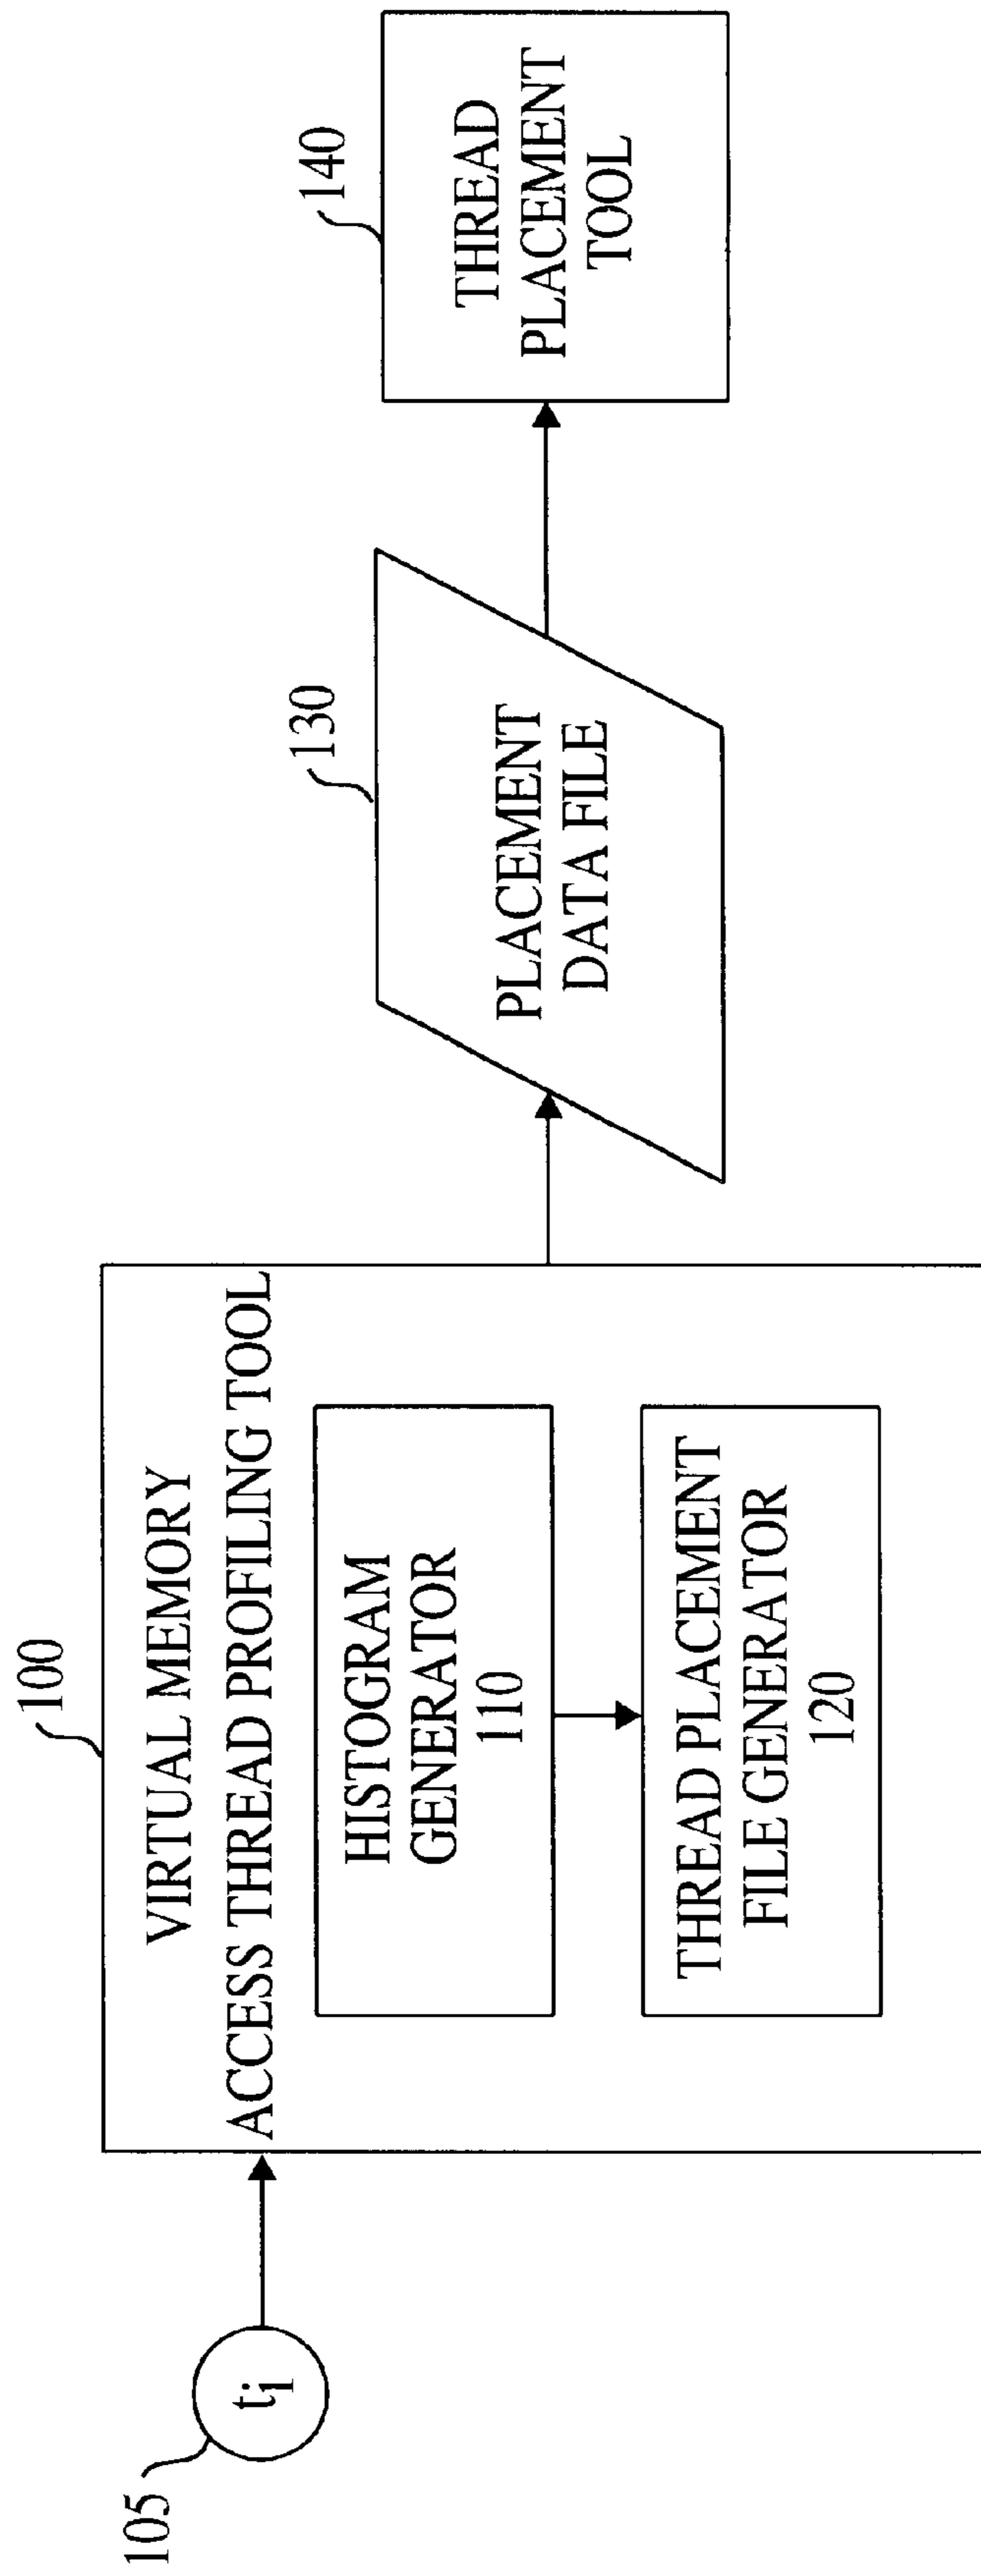 105
t_i
100
VIRTUAL MEMORY
ACCESS THREAD PROFILING TOOL
HISTOGRAM
GENERATOR
110
THREAD PLACEMENT
FILE GENERATOR
120
130
PLACEMENT
DATA FILE
140
THREAD
PLACEMENT
TOOL